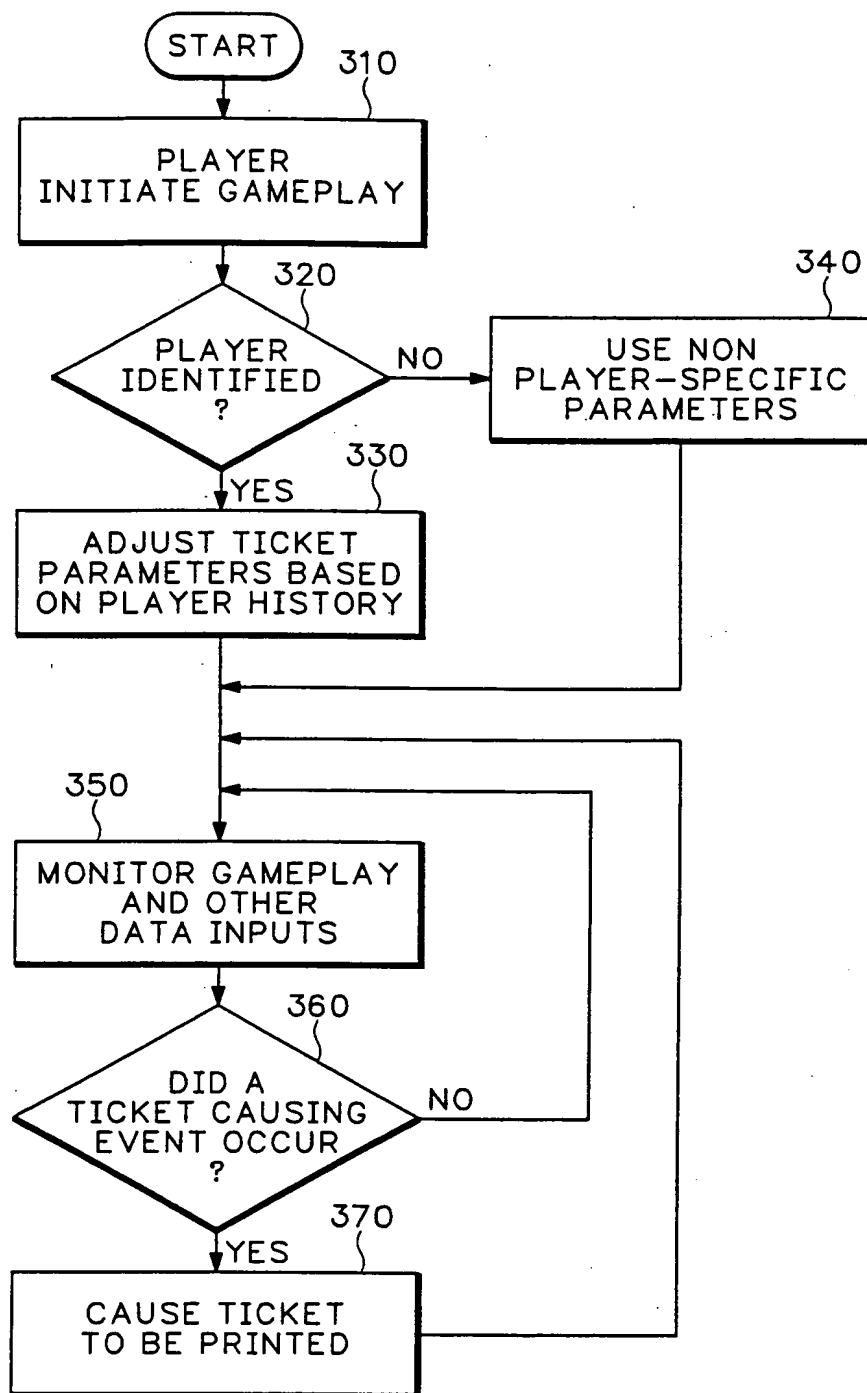 START
310
PLAYER
INITIATE GAMEPLAY
320
PLAYER
IDENTIFIED
?
NO
340
USE NON
PLAYER-SPECIFIC
PARAMETERS
YES
330
ADJUST TICKET
PARAMETERS BASED
ON PLAYER HISTORY
350
MONITOR GAMEPLAY
AND OTHER
DATA INPUTS
360
DID A
TICKET CAUSING
EVENT OCCUR
?
NO
YES
370
CAUSE TICKET
TO BE PRINTED